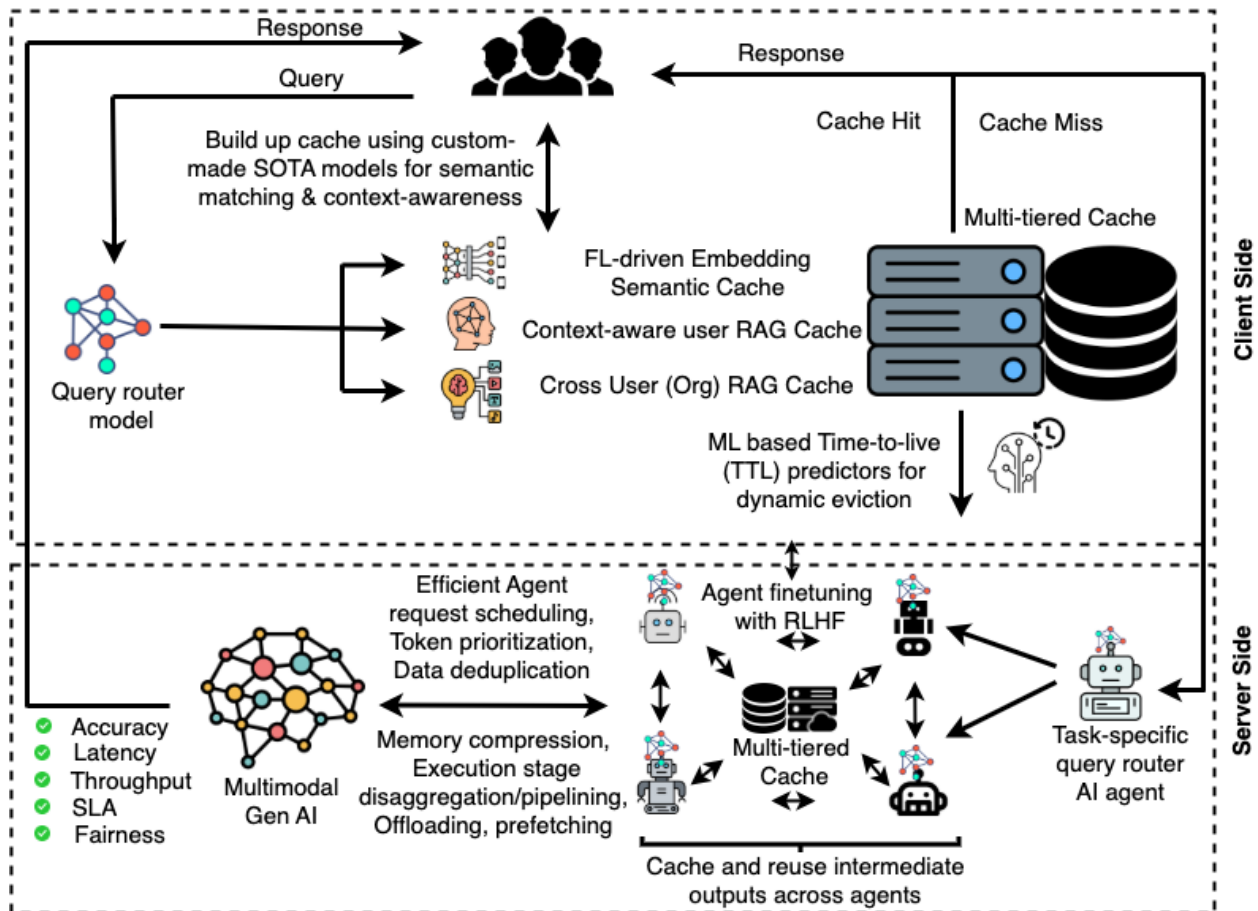 Response
Query
Build up cache using custom-
made SOTA models for semantic
matching & context-awareness
Response
Cache Hit
Cache Miss
Multi-tiered Cache
FL-driven Embedding
Semantic Cache
Context-aware user RAG Cache
Cross User (Org) RAG Cache
Query router
model
ML based Time-to-live
(TTL) predictors for
dynamic eviction
Client Side
Efficient Agent
request scheduling,
Token prioritization,
Data deduplication
Agent finetuning
with RLHF
Accuracy
Latency
Throughput
SLA
Fairness
Multimodal
Gen AI
Memory compression,
Execution stage
disaggregation/pipelining,
Offloading, prefetching
Multi-tiered
Cache
Task-specific
query router
AI agent
Cache and reuse intermediate
outputs across agents
Server Side